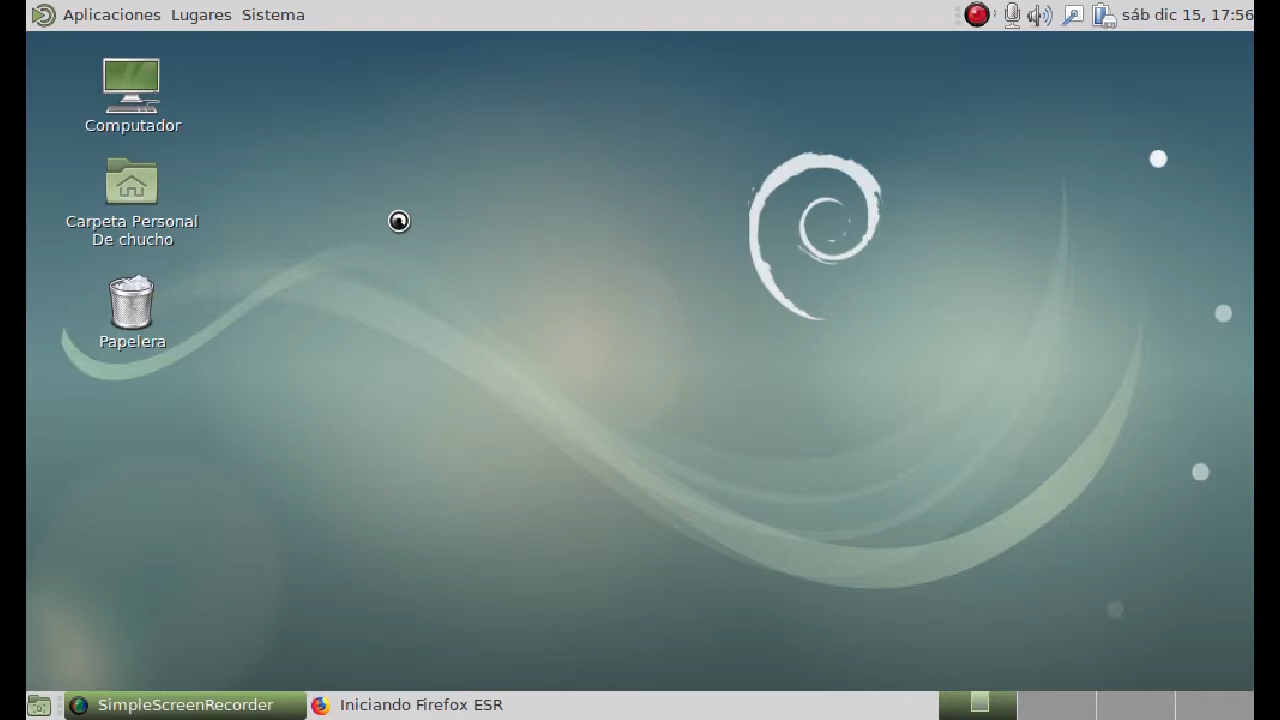 Aplicaciones Lugares Sistema
sáb dic 15, 17:56
Computador
Carpeta Personal
De chucho
Papelera
SimpleScreenRecorder
Iniciando Firefox ESR